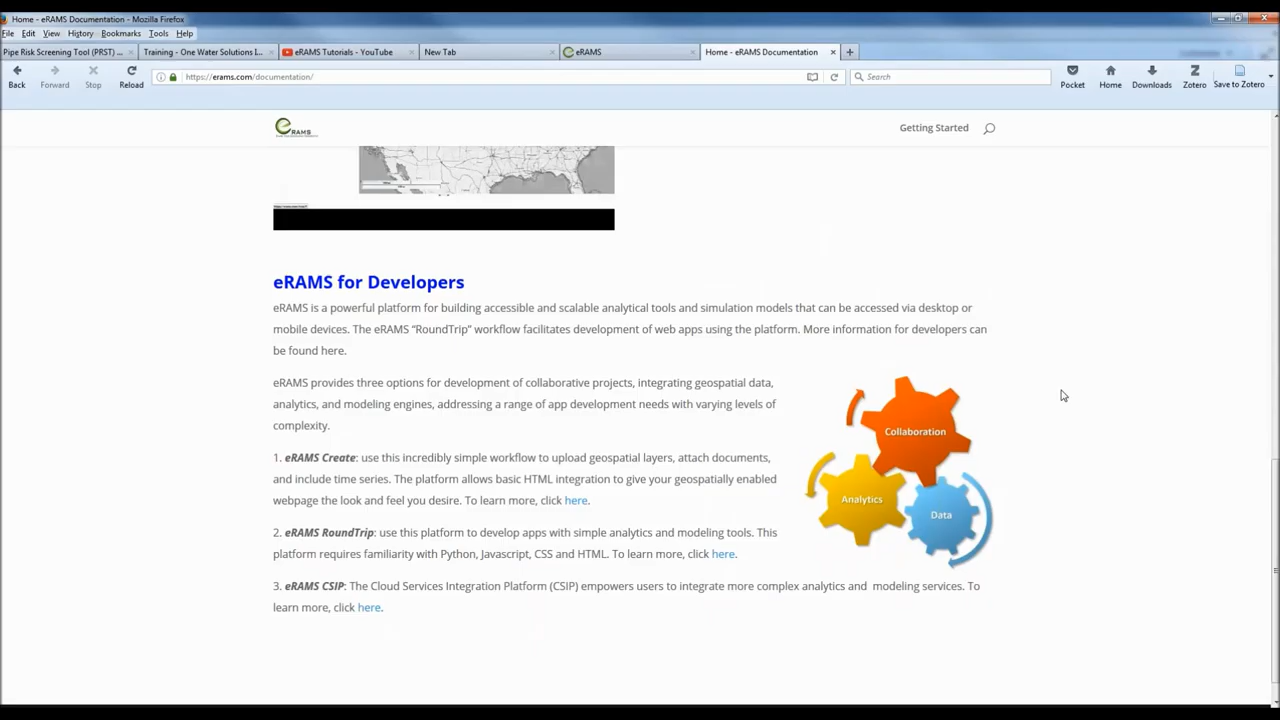 Home - eRAMS Documentation - Mozilla Firefox
File Edit View History Bookmarks Tools Help
Pipe Risk Screening Tool (PRST) ... Training - One Water Solutions I... eRAMS Tutorials - YouTube New Tab eRAMS Home - eRAMS Documentation
Back Forward Stop Reload https://erams.com/documentation/ Search Pocket Home Downloads Zotero Save to Zotero
eRAMS Getting Started
eRAMS for Developers
eRAMS is a powerful platform for building accessible and scalable analytical tools and simulation models that can be accessed via desktop or
mobile devices. The eRAMS “RoundTrip” workflow facilitates development of web apps using the platform. More information for developers can
be found here.
eRAMS provides three options for development of collaborative projects, integrating geospatial data,
analytics, and modeling engines, addressing a range of app development needs with varying levels of
complexity.
1. eRAMS Create: use this incredibly simple workflow to upload geospatial layers, attach documents,
and include time series. The platform allows basic HTML integration to give your geospatially enabled
webpage the look and feel you desire. To learn more, click here.
2. eRAMS RoundTrip: use this platform to develop apps with simple analytics and modeling tools. This
platform requires familiarity with Python, Javascript, CSS and HTML. To learn more, click here.
3. eRAMS CSIP: The Cloud Services Integration Platform (CSIP) empowers users to integrate more complex analytics and modeling services. To
learn more, click here.
Collaboration
Analytics
Data